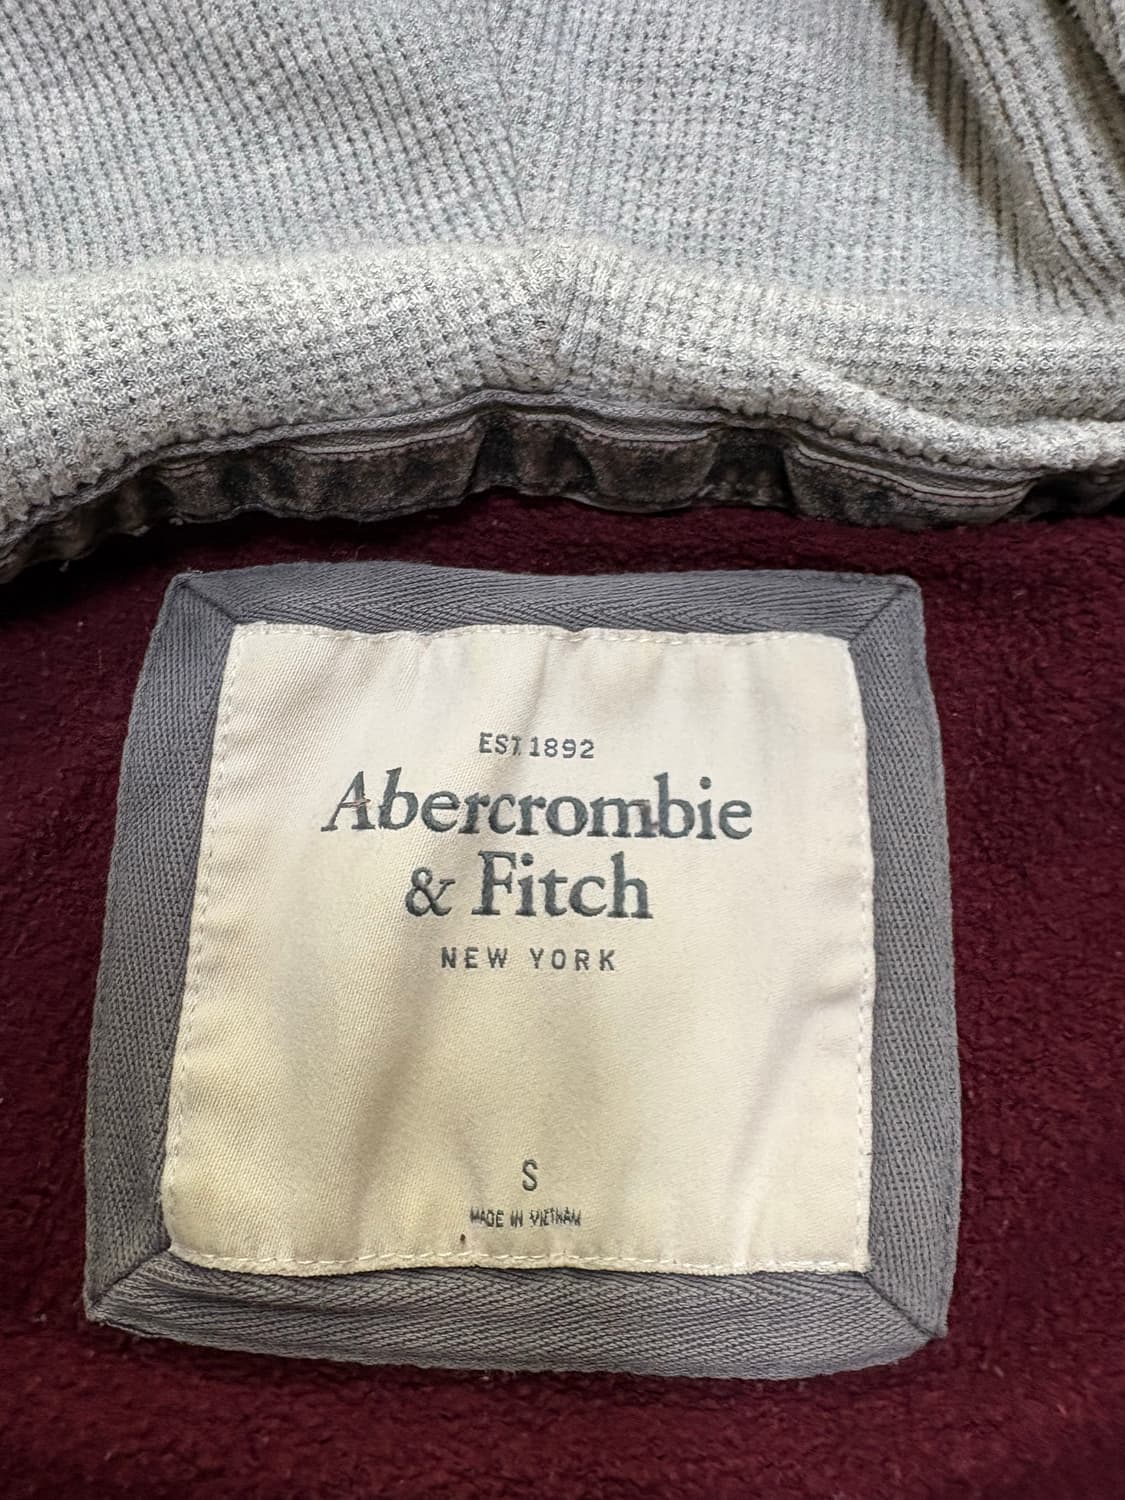 EST. 1892
Abercrombie
& Fitch
NEW YORK
S
MADE IN VIETNAM